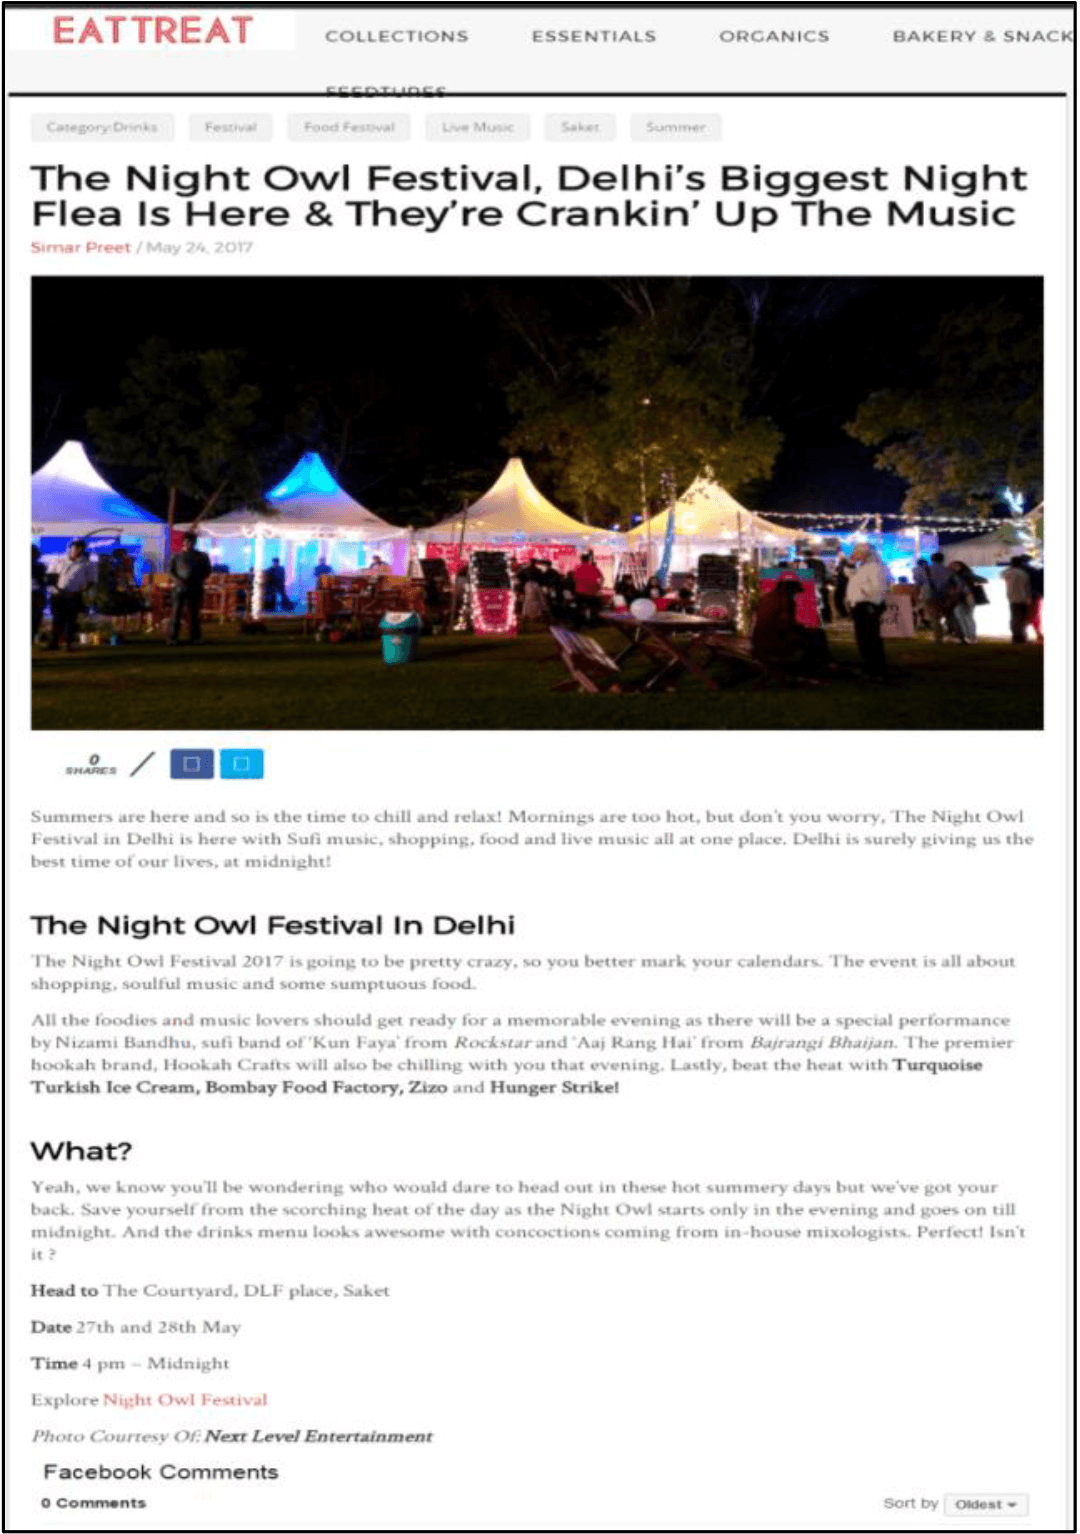 EAT TREAT
COLLECTIONS ESSENTIALS ORGANICS BAKERY & SNACK
FEEDTURES
Category:Drinks Festival Food Festival Live Music Saket Summer
The Night Owl Festival, Delhi's Biggest Night
Flea Is Here & They're Crankin' Up The Music
Simar Preet / May 24, 2017
0
SHARES
Summers are here and so is the time to chill and relax! Mornings are too hot, but don't you worry, The Night Owl
Festival in Delhi is here with Sufi music, shopping, food and live music all at one place. Delhi is surely giving us the
best time of our lives, at midnight!
The Night Owl Festival In Delhi
The Night Owl Festival 2017 is going to be pretty crazy, so you better mark your calendars. The event is all about
shopping, soulful music and some sumptuous food.
All the foodies and music lovers should get ready for a memorable evening as there will be a special performance
by Nizami Bandhu, sufi band of 'Kun Faya' from Rockstar and 'Aaj Rang Hai' from Bajrangi Bhaijan. The premier
hookah brand, Hookah Crafts will also be chilling with you that evening. Lastly, beat the heat with Turquoise
Turkish Ice Cream, Bombay Food Factory, Zizo and Hunger Strike!
What?
Yeah, we know you'll be wondering who would dare to head out in these hot summery days but we've got your
back. Save yourself from the scorching heat of the day as the Night Owl starts only in the evening and goes on till
midnight. And the drinks menu looks awesome with concoctions coming from in-house mixologists. Perfect! Isn't
it ?
Head to The Courtyard, DLF place, Saket
Date 27th and 28th May
Time 4 pm – Midnight
Explore Night Owl Festival
Photo Courtesy Of: Next Level Entertainment
Facebook Comments
0 Comments Sort by Oldest